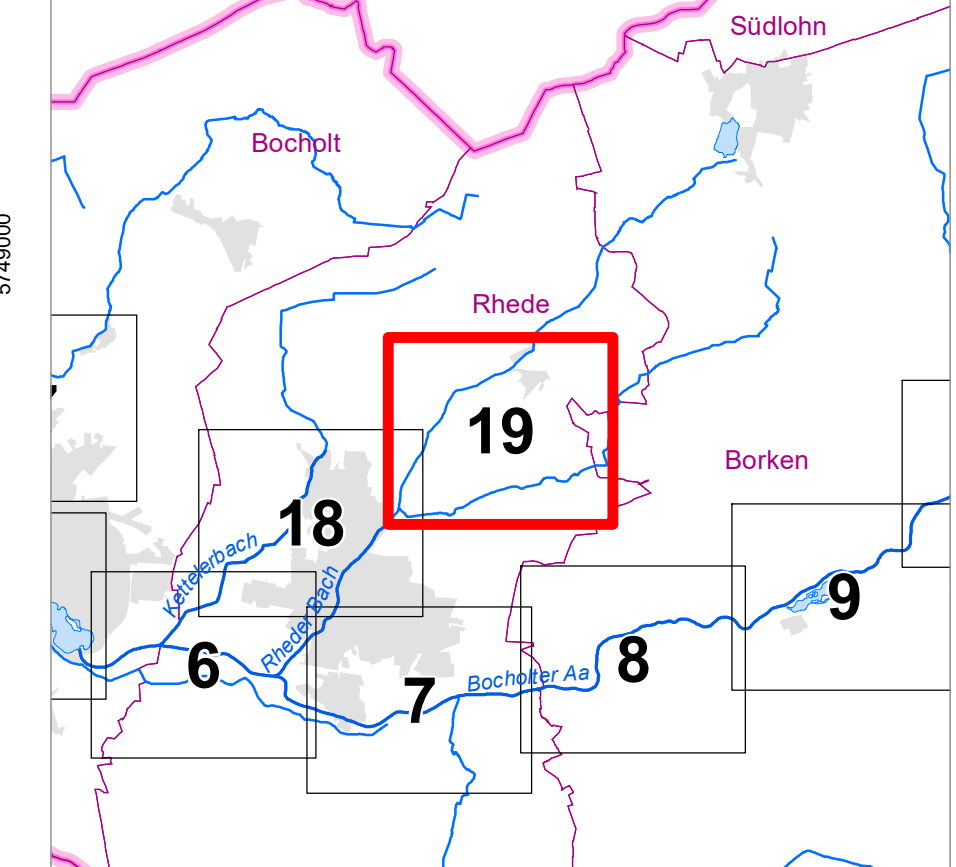 Südlohn
Bocholt
5749000
Rhede
19
Borken
18
Kettelerbach
Rheder Bach
9
6
8
7
Bocholter Aa